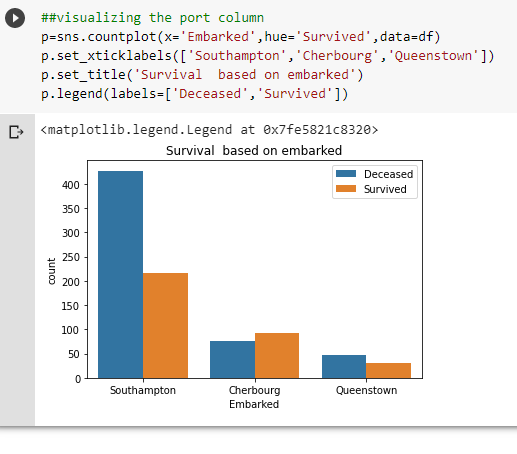 ##visualizing the port column
p=sns.countplot(x='Embarked',hue='Survived',data=df)
p.set_xticklabels(['Southampton','Cherbourg','Queenstown'])
p.set_title('Survival  based on embarked')
p.legend(labels=['Deceased','Survived'])
<matplotlib.legend.Legend at 0x7fe5821c8320>
Survival  based on embarked
Deceased
Survived
400
350
300
250
200
150
100
50
0
count
Southampton Cherbourg Queenstown
Embarked